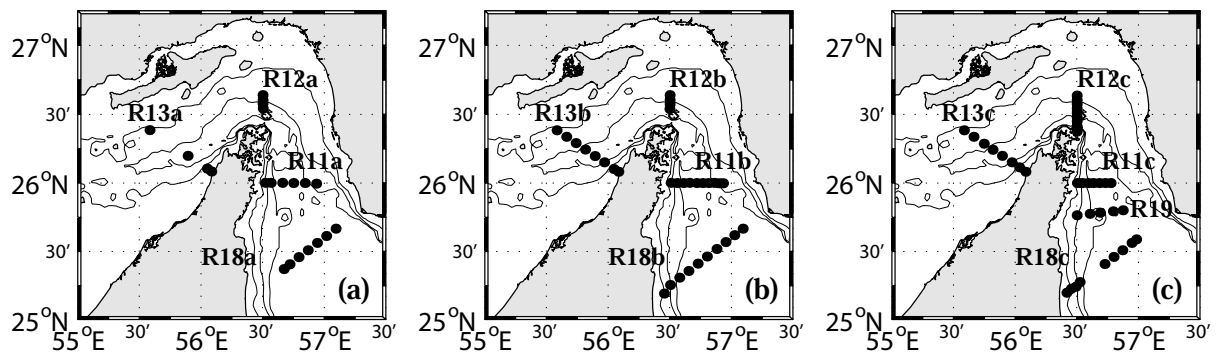 27°N
R12a
R13a
30′
R11a
26°N
R18a
30′
(a)
25°N
55°E 30′ 56°E 30′ 57°E 30′
27°N
R12b
R13b
30′
R11b
26°N
R18b
30′
(b)
25°N
55°E 30′ 56°E 30′ 57°E 30′
27°N
R12c
R13c
30′
R11c
26°N
R19
R18c
30′
(c)
25°N
55°E 30′ 56°E 30′ 57°E 30′